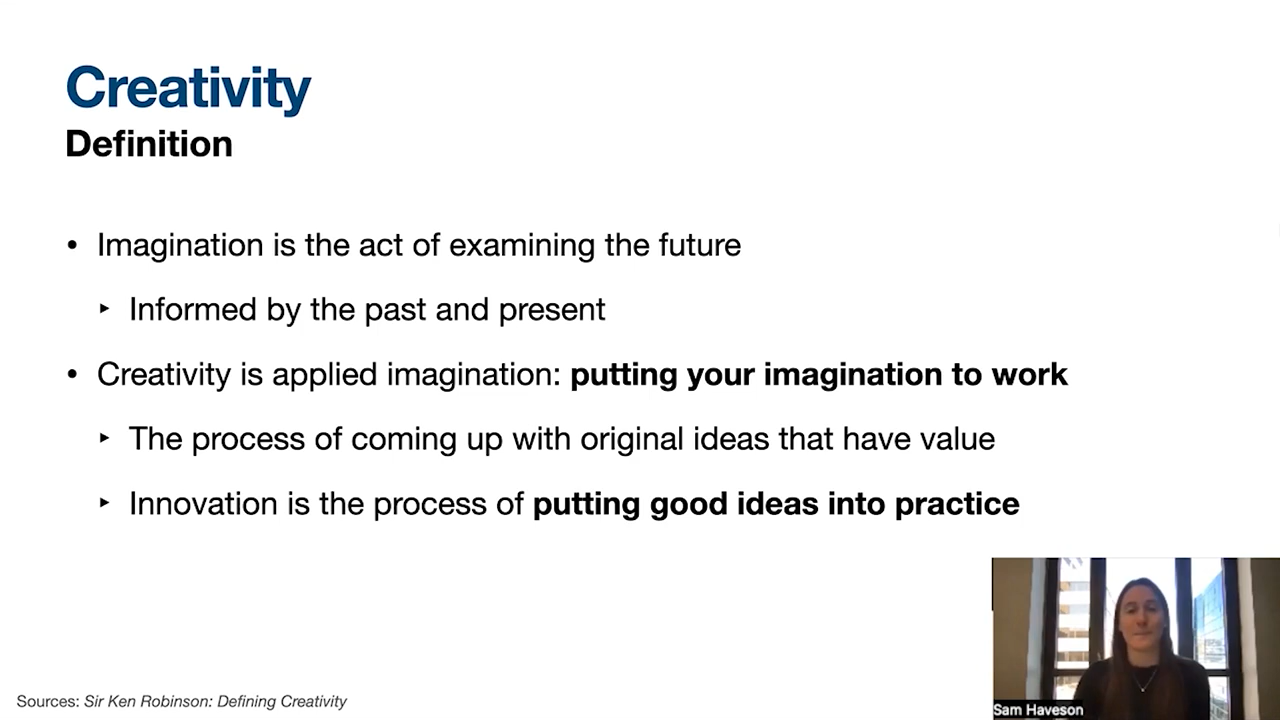 Creativity
Definition
• Imagination is the act of examining the future
‣ Informed by the past and present
• Creativity is applied imagination: putting your imagination to work
‣ The process of coming up with original ideas that have value
‣ Innovation is the process of putting good ideas into practice
Sam Haveson
Sources: Sir Ken Robinson: Defining Creativity